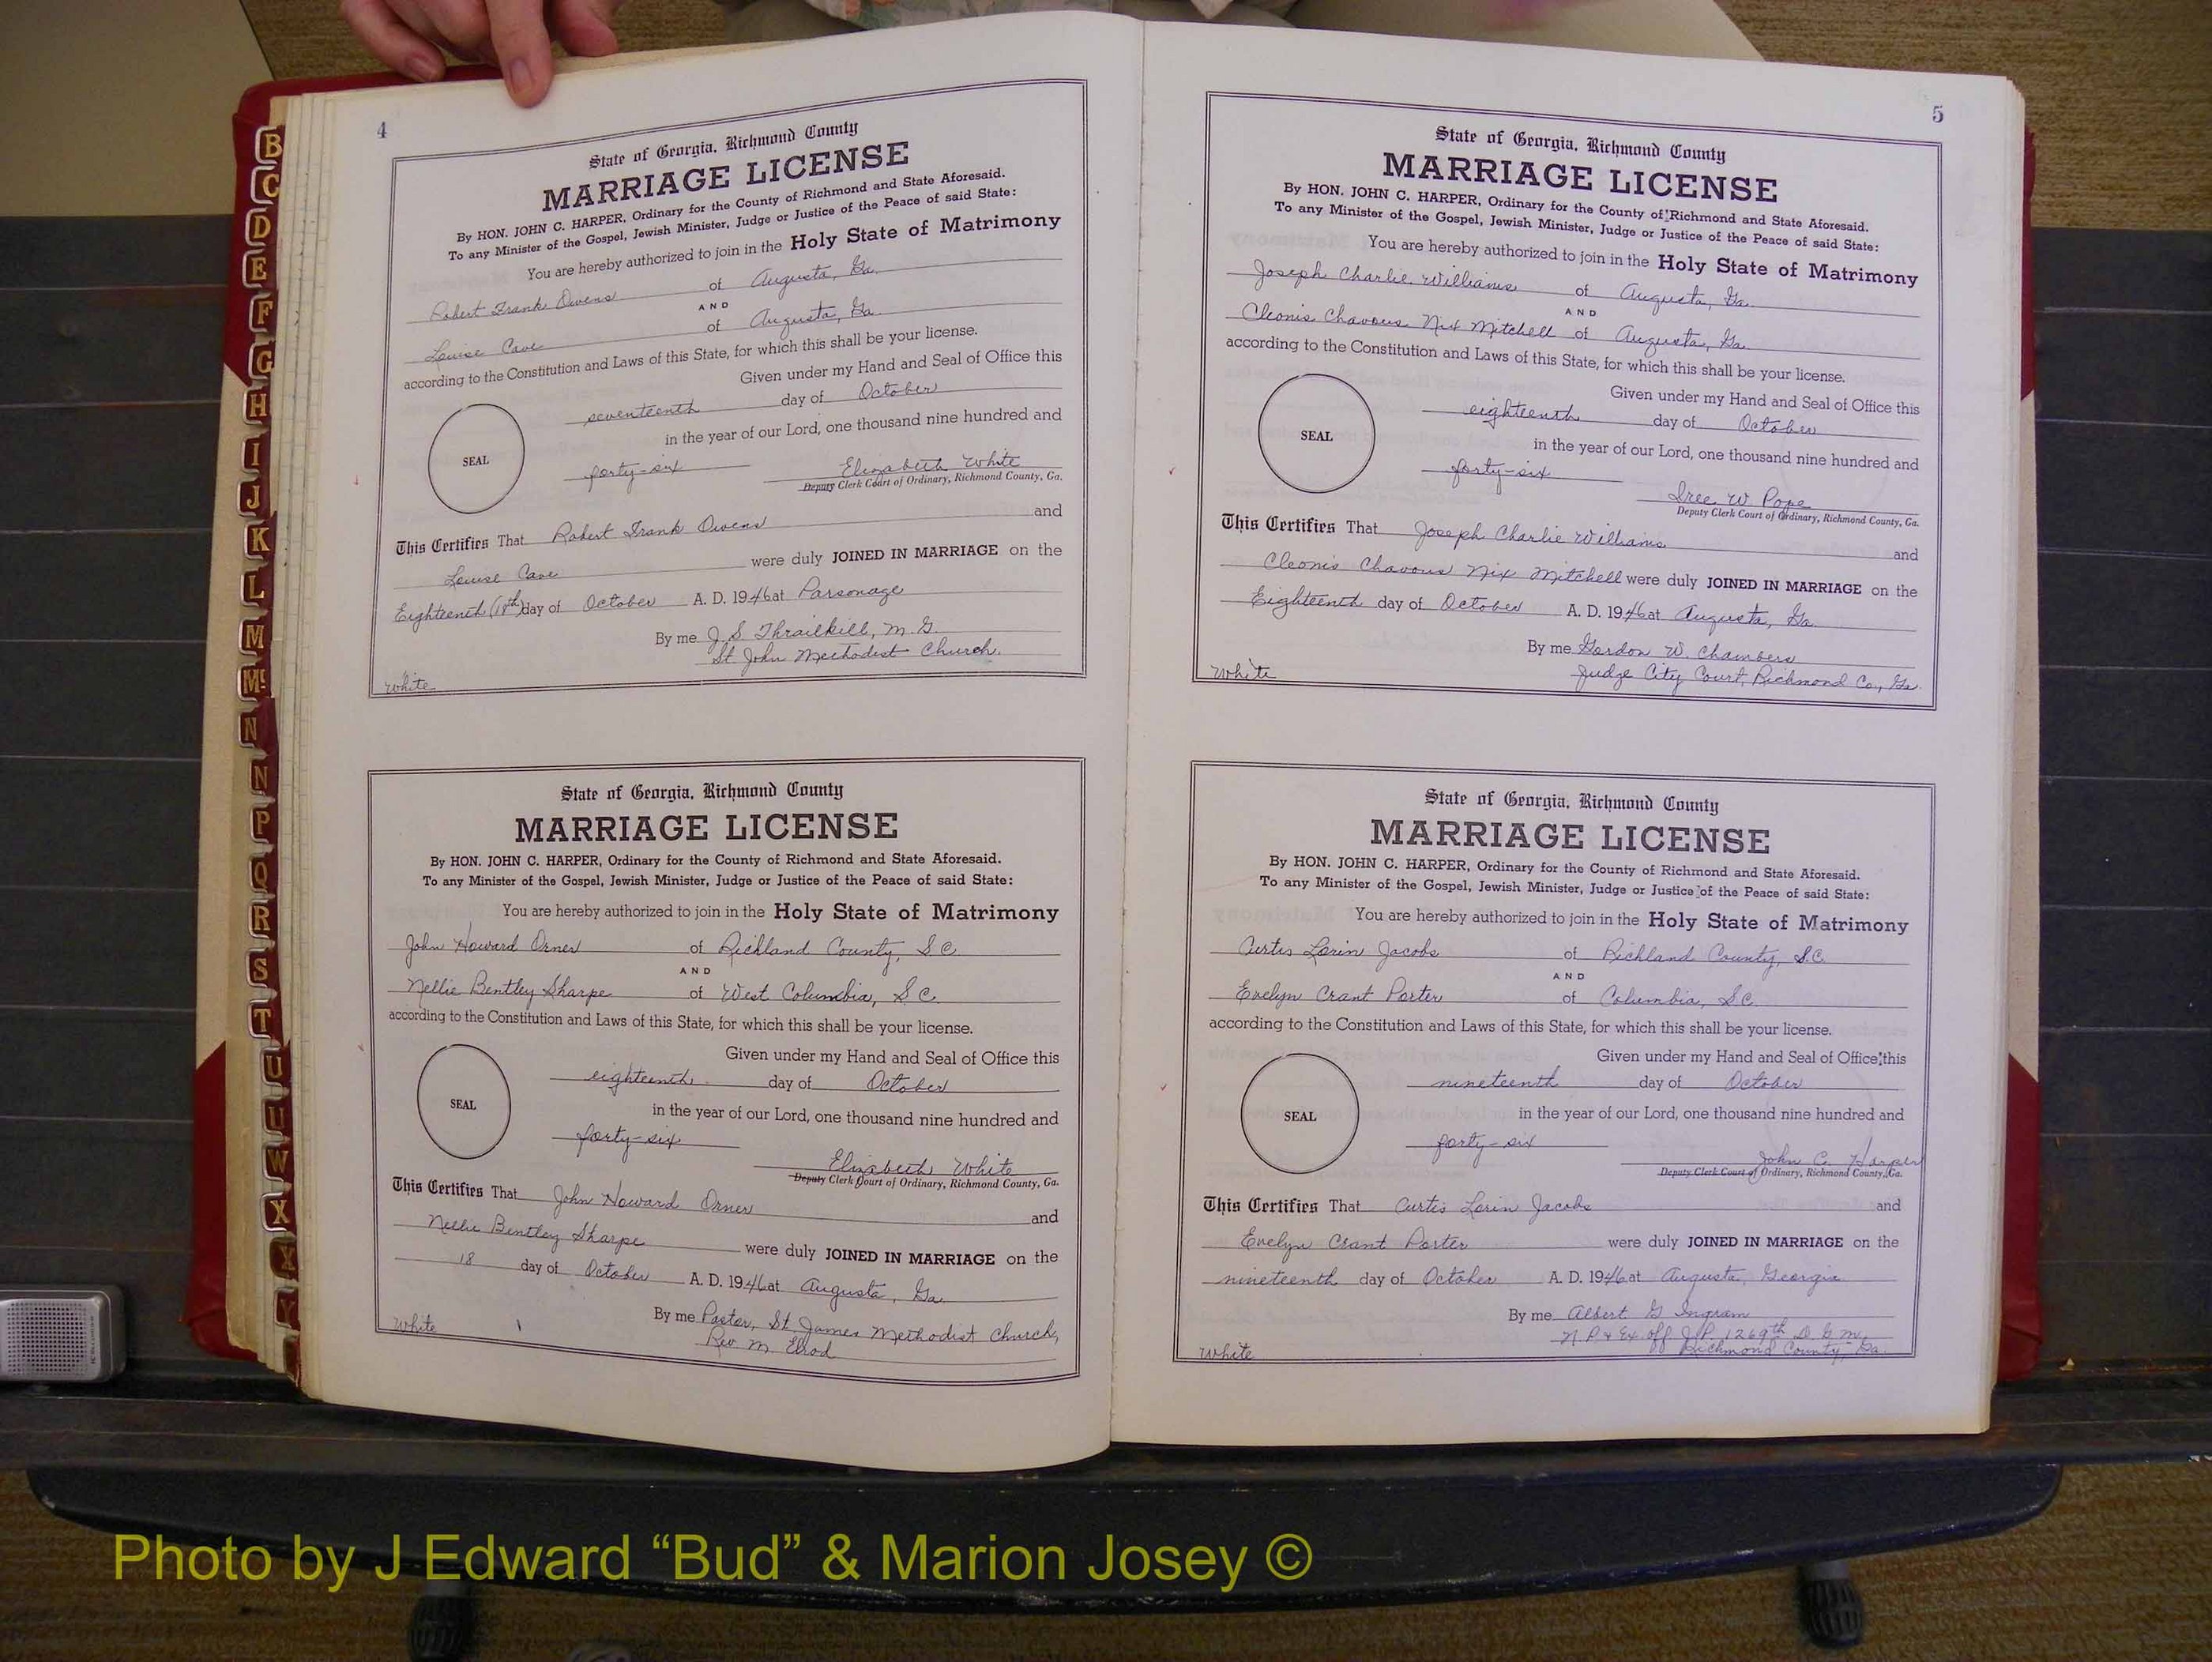 4
State of Georgia, Richmond County
MARRIAGE LICENSE
By HON. JOHN C. HARPER, Ordinary for the County of Richmond and State Aforesaid.
To any Minister of the Gospel, Jewish Minister, Judge or Justice of the Peace of said State:
You are hereby authorized to join in the Holy State of Matrimony
Robert Frank Owens of Augusta, Ga.
AND
Louise Cave of Augusta, Ga.
according to the Constitution and Laws of this State, for which this shall be your license.
Given under my Hand and Seal of Office this
seventeenth day of October
in the year of our Lord, one thousand nine hundred and
SEAL
forty-six Elizabeth White
Deputy Clerk Court of Ordinary, Richmond County, Ga.
This Certifies That Robert Frank Owens and
Louise Cave were duly JOINED IN MARRIAGE on the
Eighteenth (18th) day of October A. D. 1946 at Parsonage
By me J. S. Thrailkill, M. G.
St. John Methodist Church.
White
State of Georgia, Richmond County
MARRIAGE LICENSE
By HON. JOHN C. HARPER, Ordinary for the County of Richmond and State Aforesaid.
To any Minister of the Gospel, Jewish Minister, Judge or Justice of the Peace of said State:
You are hereby authorized to join in the Holy State of Matrimony
John Howard Orner of Richland County, S.C.
AND
Nellie Bentley Sharpe of West Columbia, S.C.
according to the Constitution and Laws of this State, for which this shall be your license.
Given under my Hand and Seal of Office this
eighteenth day of October
SEAL
in the year of our Lord, one thousand nine hundred and
forty-six
Elizabeth White
Deputy Clerk Court of Ordinary, Richmond County, Ga.
This Certifies That John Howard Orner and
Nellie Bentley Sharpe were duly JOINED IN MARRIAGE on the
18 day of October A. D. 1946 at Augusta, Ga.
By me Pastor, St. James Methodist Church,
Rev. M. Elrod
White
5
State of Georgia, Richmond County
MARRIAGE LICENSE
By HON. JOHN C. HARPER, Ordinary for the County of Richmond and State Aforesaid.
To any Minister of the Gospel, Jewish Minister, Judge or Justice of the Peace of said State:
You are hereby authorized to join in the Holy State of Matrimony
Joseph Charlie Williams of Augusta, Ga.
AND
Cleonis Chavous Nix Mitchell of Augusta, Ga.
according to the Constitution and Laws of this State, for which this shall be your license.
Given under my Hand and Seal of Office this
eighteenth day of October
SEAL
in the year of our Lord, one thousand nine hundred and
forty-six
W. Pope
Deputy Clerk Court of Ordinary, Richmond County, Ga.
This Certifies That Joseph Charlie Williams and
Cleonis Chavous Nix Mitchell were duly JOINED IN MARRIAGE on the
Eighteenth day of October A. D. 1946 at Augusta, Ga.
By me Gordon W. Chambers
Judge City Court, Richmond Co., Ga.
White
State of Georgia, Richmond County
MARRIAGE LICENSE
By HON. JOHN C. HARPER, Ordinary for the County of Richmond and State Aforesaid.
To any Minister of the Gospel, Jewish Minister, Judge or Justice of the Peace of said State:
You are hereby authorized to join in the Holy State of Matrimony
Curtis Lorin Jacobs of Richland County, S.C.
AND
Evelyn Crant Porter of Columbia, S.C.
according to the Constitution and Laws of this State, for which this shall be your license.
Given under my Hand and Seal of Office this
nineteenth day of October
SEAL
in the year of our Lord, one thousand nine hundred and
forty-six
John C. Harper
Deputy Clerk Court of Ordinary, Richmond County, Ga.
This Certifies That Curtis Lorin Jacobs and
Evelyn Crant Porter were duly JOINED IN MARRIAGE on the
nineteenth day of October A. D. 1946 at Augusta, Georgia
By me Albert G Ingram
N. P. & Ex. off. J.P. 1269th D. G. M.
Richmond County, Ga.
White
B
C
D
E
F
G
H
I
J
K
L
M
Mc
N
N
P
Q
R
S
T
U
U
W
X
X
Y
Photo by J Edward “Bud” & Marion Josey ©